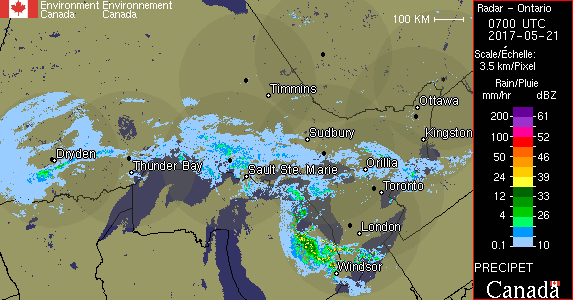 Environment Environnement
Canada Canada
100 KM
Timmins
Ottawa
Sudbury
Kingston
Dryden
Thunder Bay
Sault Ste. Marie
Orillia
Toronto
London
Windsor
Radar - Ontario
0700 UTC
2017-05-21
Scale/Échelle:
3.5 km/Pixel
Rain/Pluie
mm/hr dBZ
200 61
100 52
50 46
24 39
12 33
4 26
1 16
0.1 10
PRECIPET
Canada